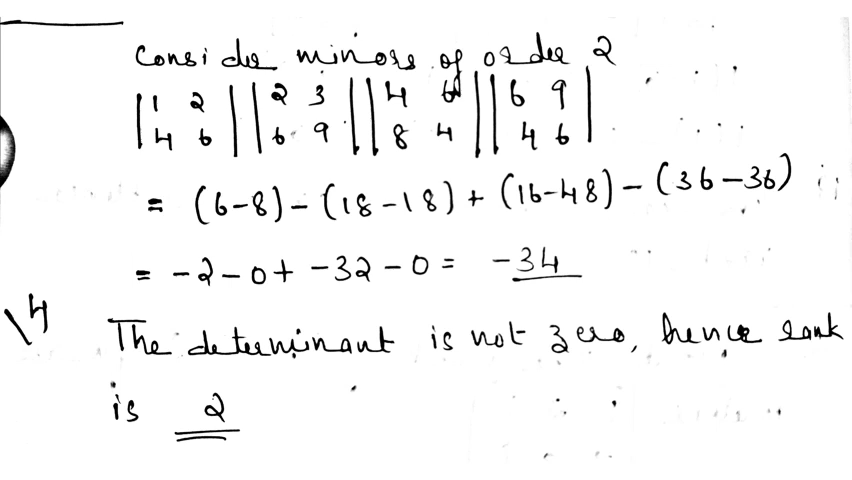 Consider minors of order 2
|1 2| |2 3| |4 6| |6 9|
|4 6| |6 9| |8 4| |4 6|
= (6-8) - (18-18) + (16-48) - (36-36)
= -2-0+ -32-0 = -34
\4
The determinant is not zero, hence rank
is 2